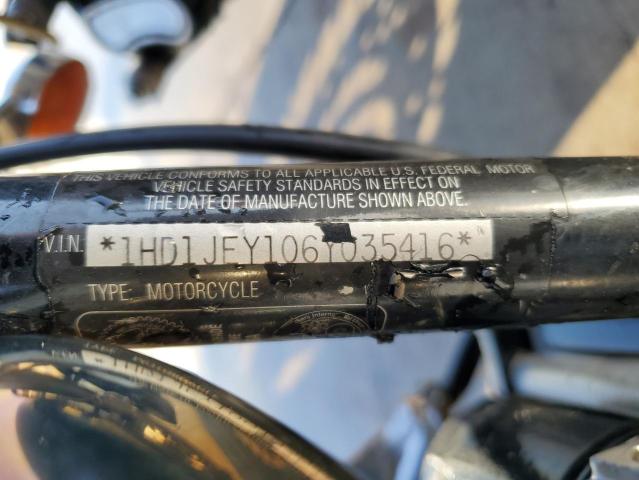 THIS VEHICLE CONFORMS TO ALL APPLICABLE U.S. FEDERAL MOTOR
VEHICLE SAFETY STANDARDS IN EFFECT ON
THE DATE OF MANUFACTURE SHOWN ABOVE.
V.I.N. *1HD1JEY106Y035416*
TYPE: MOTORCYCLE